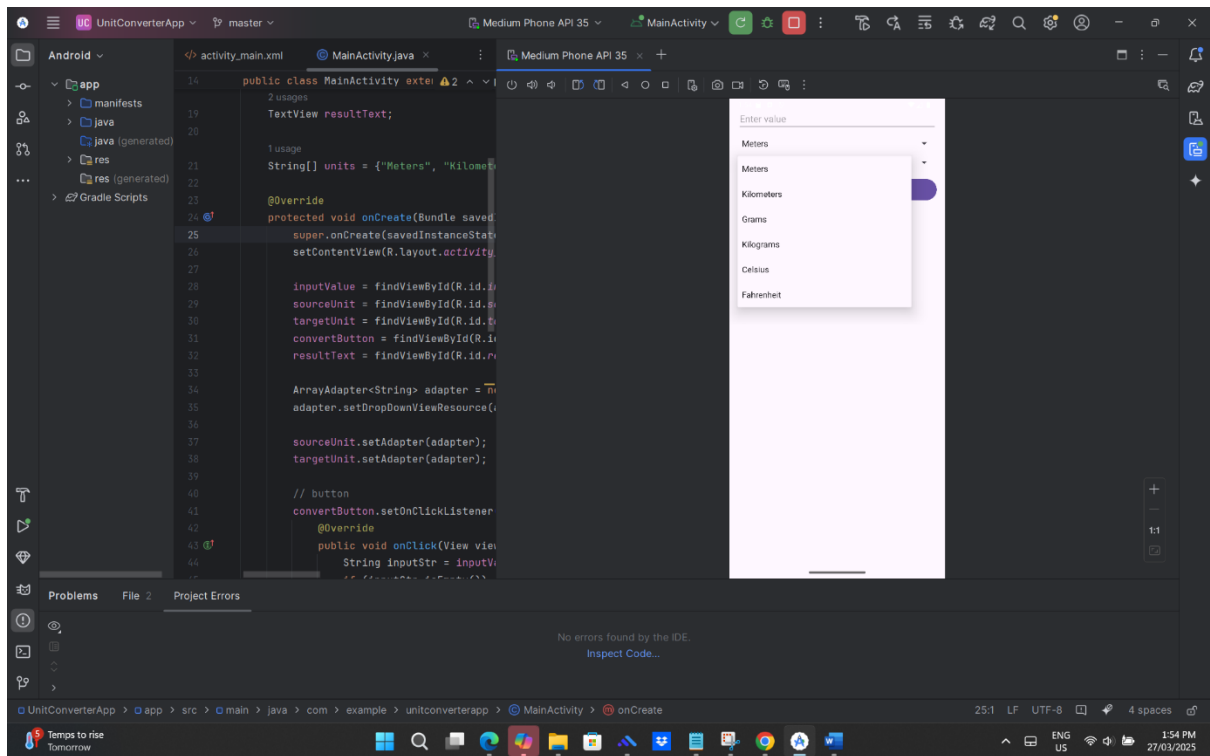 UC UnitConverterApp master Medium Phone API 35 MainActivity
Android
app
manifests
java
java (generated)
res
res (generated)
Gradle Scripts
activity_main.xml MainActivity.java
14 public class MainActivity exter 2
2 usages
19 TextView resultText;
20
1 usage
21 String[] units = {"Meters", "Kilomet
22
23 @Override
24 protected void onCreate(Bundle saved
25 super.onCreate(savedInstanceStat
26 setContentView(R.layout.activity
27
28 inputValue = findViewById(R.id.i
29 sourceUnit = findViewById(R.id.s
30 targetUnit = findViewById(R.id.t
31 convertButton = findViewById(R.i
32 resultText = findViewById(R.id.r
33
34 ArrayAdapter<String> adapter = n
35 adapter.setDropDownViewResource(
36
37 sourceUnit.setAdapter(adapter);
38 targetUnit.setAdapter(adapter);
39
40 // button
41 convertButton.setOnClickListener
42 @Override
43 public void onClick(View view
44 String inputStr = inputV
Medium Phone API 35
Enter value
Meters
Meters
Kilometers
Grams
Kilograms
Celsius
Fahrenheit
1:1
Problems File 2 Project Errors
No errors found by the IDE.
Inspect Code...
UnitConverterApp > app > src > main > java > com > example > unitconverterapp > MainActivity > onCreate
25:1 LF UTF-8 4 spaces
5 Temps to rise
Tomorrow
ENG
US
1:54 PM
27/03/2025